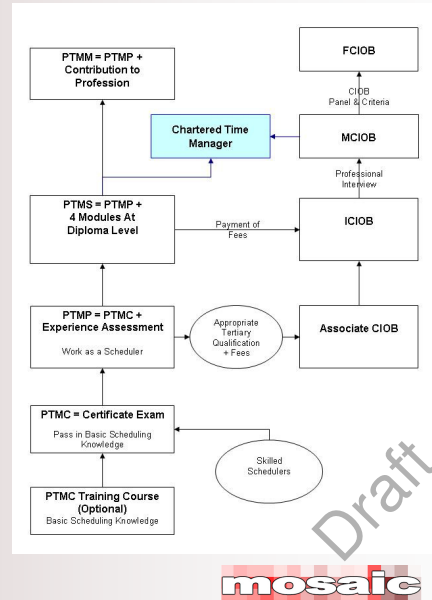 PTMM = PTMP +
Contribution to
Profession
FCIOB
CIOB
Panel & Criteria
Chartered Time
Manager
MCIOB
Professional
Interview
PTMS = PTMP +
4 Modules At
Diploma Level
Payment of
Fees
ICIOB
PTMP = PTMC +
Experience Assessment
Work as a Scheduler
Appropriate
Tertiary
Qualification
+ Fees
Associate CIOB
PTMC = Certificate Exam
Pass in Basic Scheduling
Knowledge
Skilled
Schedulers
PTMC Training Course
(Optional)
Basic Scheduling Knowledge
Draft
mosaic